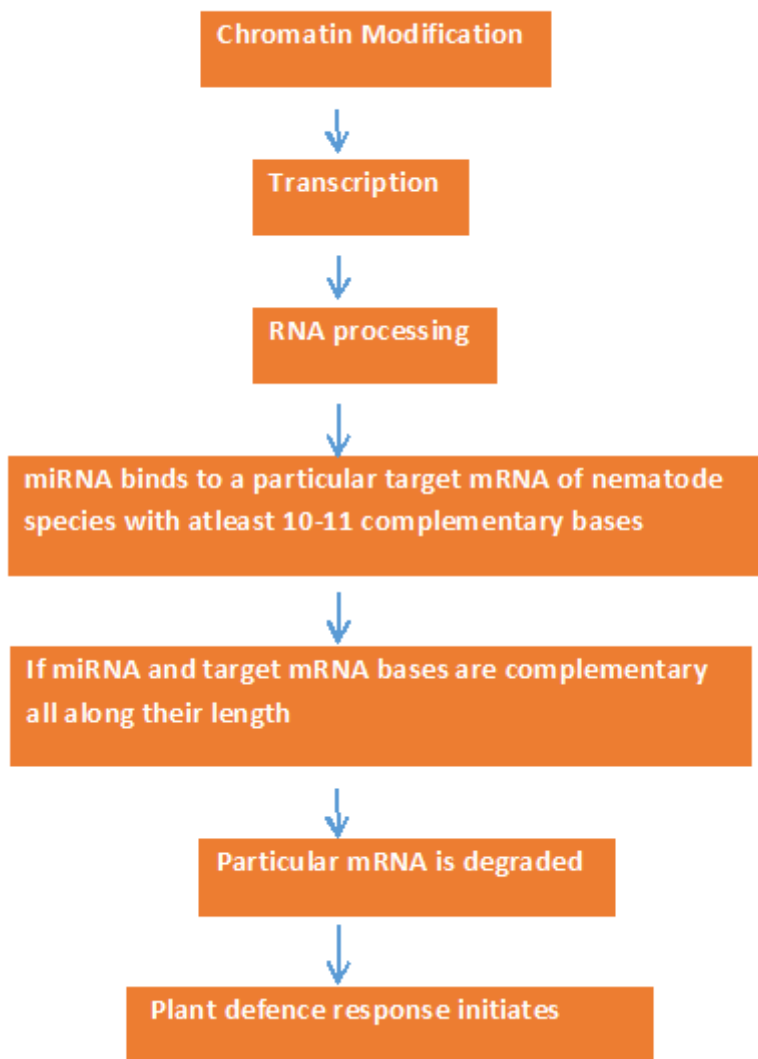 Chromatin Modification
Transcription
RNA processing
miRNA binds to a particular target mRNA of nematode
species with atleast 10-11 complementary bases
If miRNA and target mRNA bases are complementary
all along their length
Particular mRNA is degraded
Plant defence response initiates